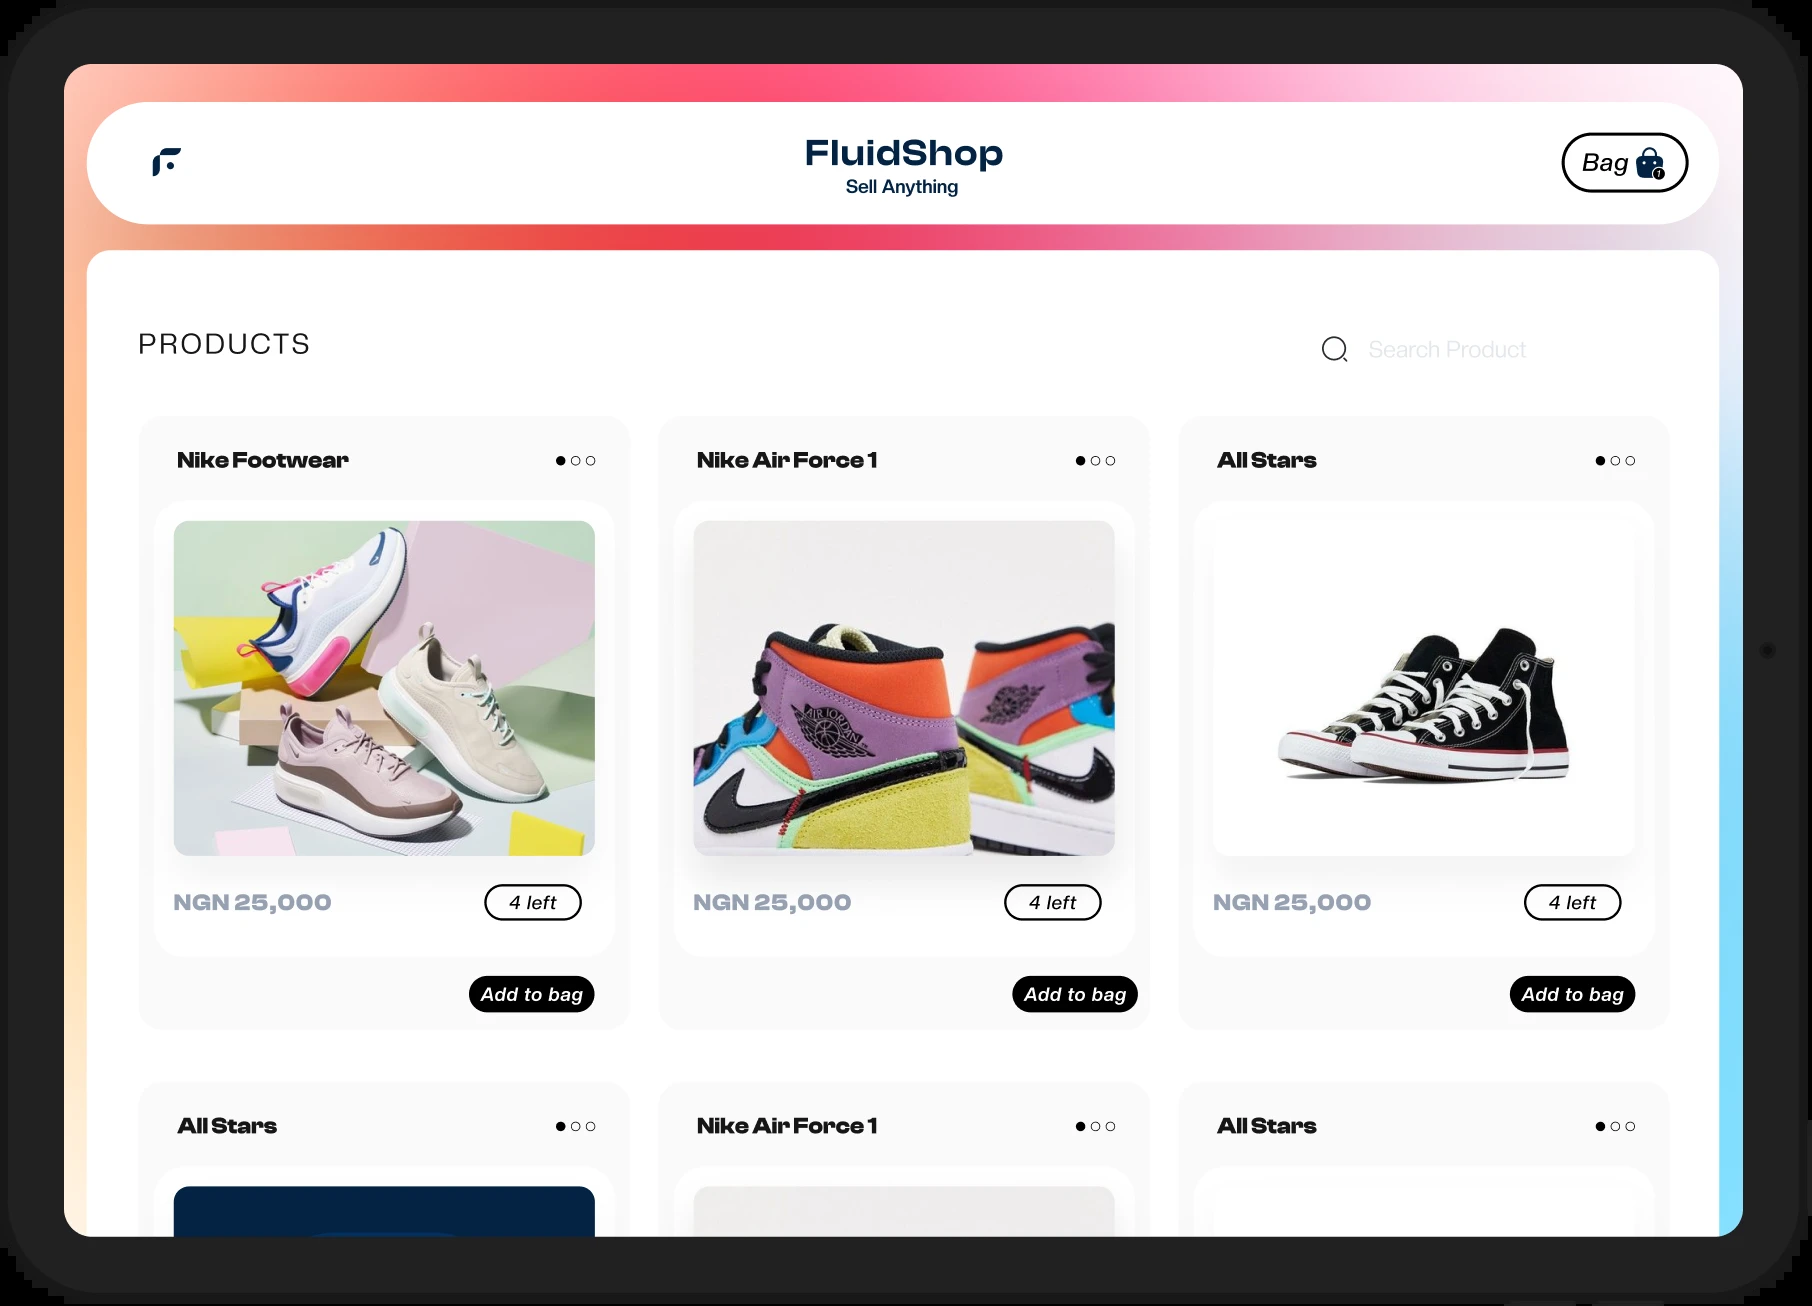 FluidShop
Sell Anything
Bag
1
PRODUCTS
Search Product
Nike Footwear
Nike Air Force 1
All Stars
AIR JORDAN
NGN 25,000
4 left
NGN 25,000
4 left
NGN 25,000
4 left
Add to bag
Add to bag
Add to bag
All Stars
Nike Air Force 1
All Stars